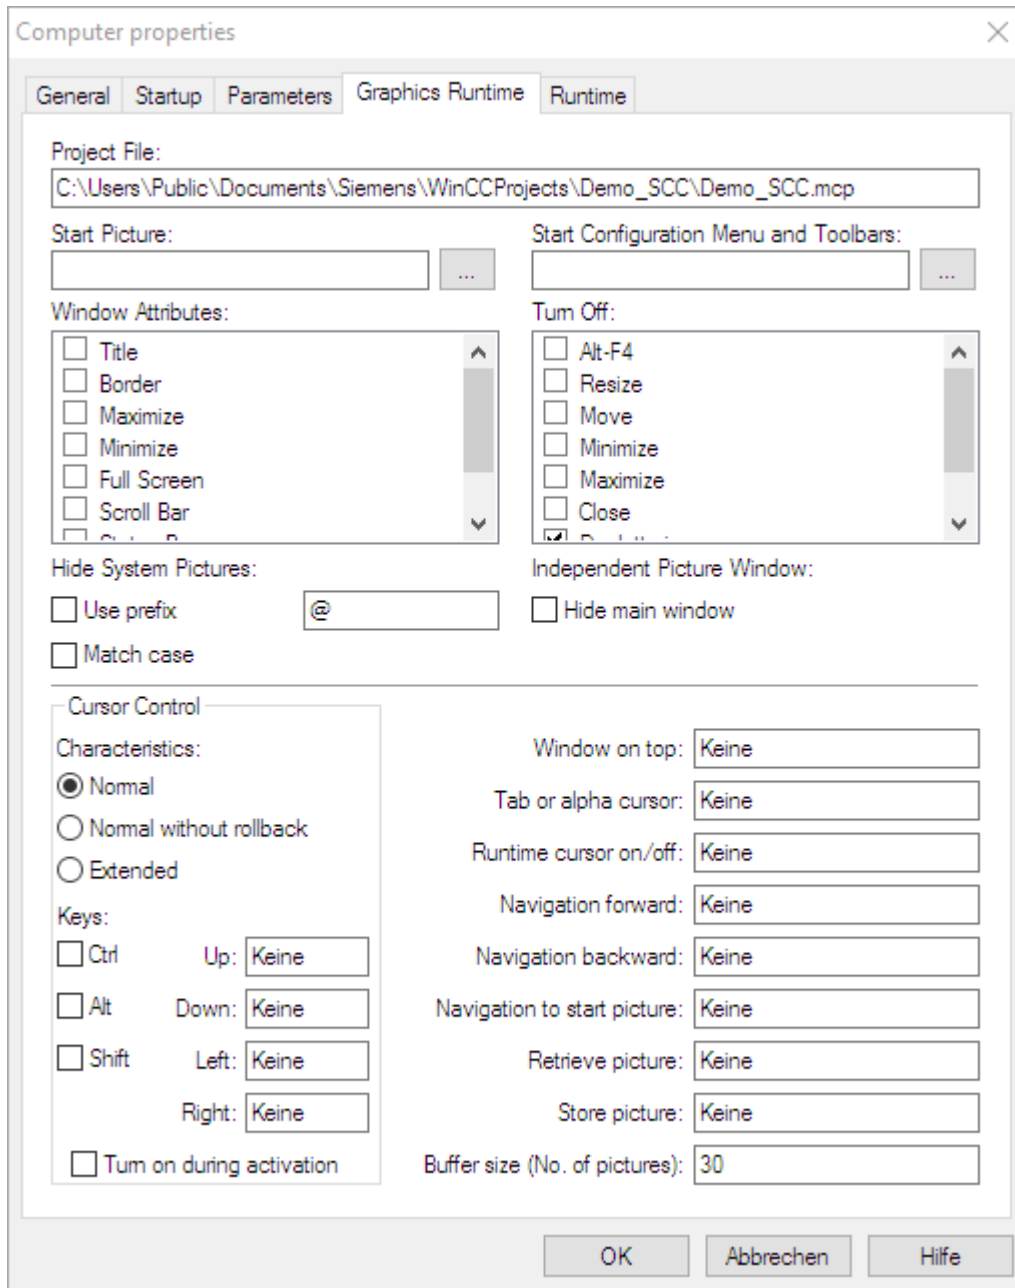 Computer properties
General Startup Parameters Graphics Runtime Runtime
Project File:
C:\Users\Public\Documents\Siemens\WinCCProjects\Demo_SCC\Demo_SCC.mcp
Start Picture: Start Configuration Menu and Toolbars:
... ...
Window Attributes: Turn Off:
Title Alt-F4
Border Resize
Maximize Move
Minimize Minimize
Full Screen Maximize
Scroll Bar Close
Hide System Pictures: Independent Picture Window:
Use prefix @ Hide main window
Match case
Cursor Control
Characteristics: Window on top: Keine
Normal Tab or alpha cursor: Keine
Normal without rollback Runtime cursor on/off: Keine
Extended Navigation forward: Keine
Keys:
Ctrl Up: Keine Navigation backward: Keine
Alt Down: Keine Navigation to start picture: Keine
Shift Left: Keine Retrieve picture: Keine
Right: Keine Store picture: Keine
Turn on during activation Buffer size (No. of pictures): 30
OK Abbrechen Hilfe